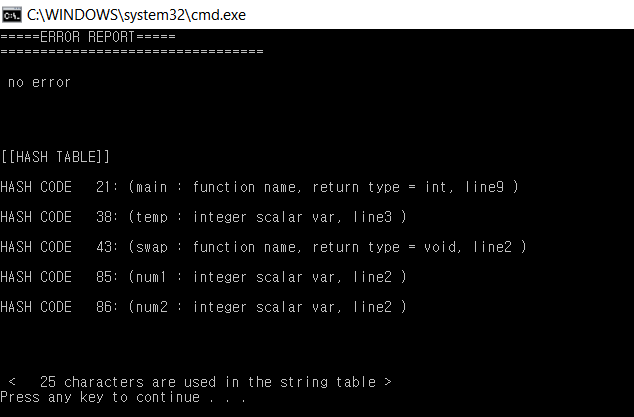 C:\WINDOWS\system32\cmd.exe
=====ERROR REPORT=====
=================================
no error
[[HASH TABLE]]
HASH CODE   21: (main : function name, return type = int, line9 )
HASH CODE   38: (temp : integer scalar var, line3 )
HASH CODE   43: (swap : function name, return type = void, line2 )
HASH CODE   85: (num1 : integer scalar var, line2 )
HASH CODE   86: (num2 : integer scalar var, line2 )
<   25 characters are used in the string table >
Press any key to continue . . .